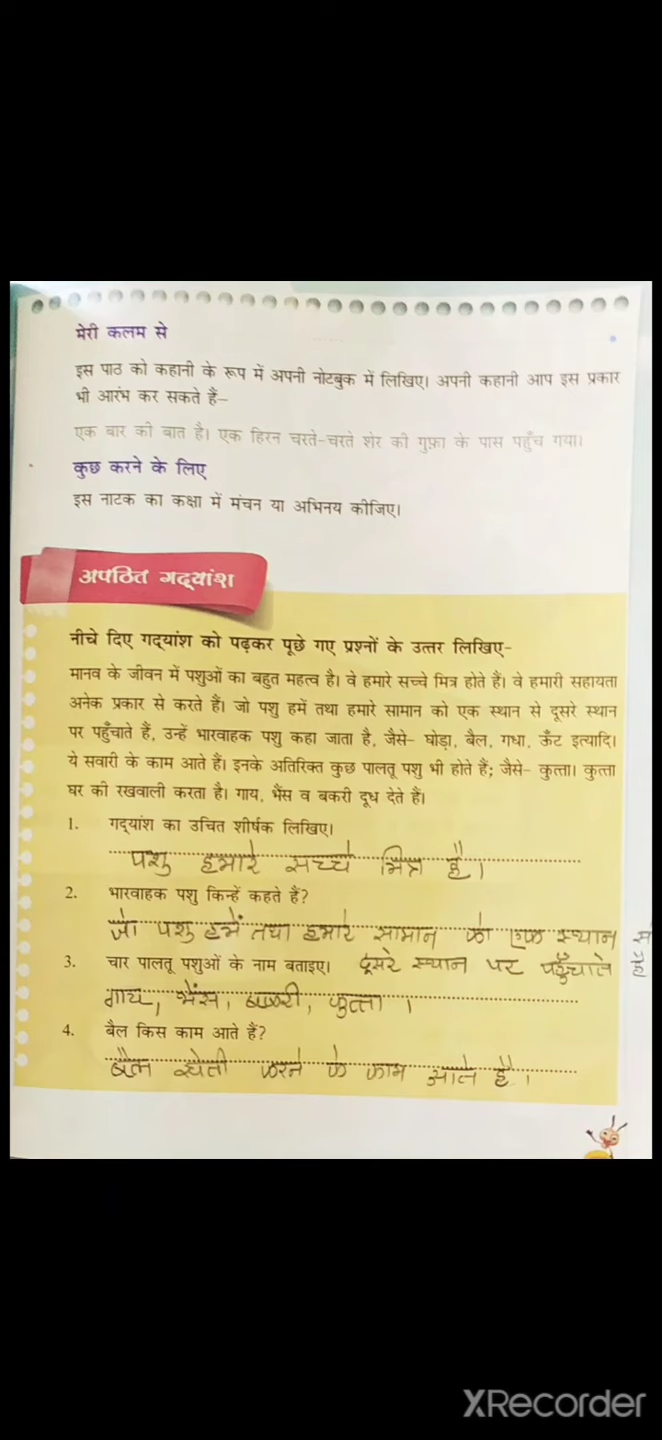 मेरी कलम से
इस पाठ को कहानी के रूप में अपनी नोटबुक में लिखिए। अपनी कहानी आप इस प्रकार
भी आरंभ कर सकते हैं–
एक बार की बात है। एक हिरन चरते-चरते शेर की गुफ़ा के पास पहुँच गया।
कुछ करने के लिए
इस नाटक का कक्षा में मंचन या अभिनय कीजिए।
अपठित गद्यांश
नीचे दिए गद्यांश को पढ़कर पूछे गए प्रश्नों के उत्तर लिखिए–
मानव के जीवन में पशुओं का बहुत महत्व है। वे हमारे सच्चे मित्र होते हैं। वे हमारी सहायता
अनेक प्रकार से करते हैं। जो पशु हमें तथा हमारे सामान को एक स्थान से दूसरे स्थान
पर पहुँचाते हैं, उन्हें भारवाहक पशु कहा जाता है, जैसे– घोड़ा, बैल, गधा, ऊँट इत्यादि।
ये सवारी के काम आते हैं। इनके अतिरिक्त कुछ पालतू पशु भी होते हैं; जैसे– कुत्ता। कुत्ता
घर की रखवाली करता है। गाय, भैंस व बकरी दूध देते हैं।
1. गद्यांश का उचित शीर्षक लिखिए।
पशु हमारे सच्चे मित्र है।
2. भारवाहक पशु किन्हें कहते हैं?
जो पशु हमें तथा हमारे सामान को एक स्थान से
3. चार पालतू पशुओं के नाम बताइए। दूसरे स्थान पर पहुँचाते हैं
गाय, भैंस, बकरी, कुत्ता ।
4. बैल किस काम आते हैं?
बैल खेती करने के काम आते है।
XRecorder